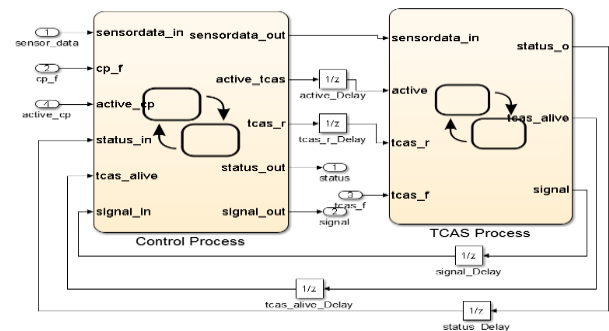 1
sensor_data
2
cp_f
4
active_cp
sensordata_in
cp_f
active_cp
status_in
tcas_alive
signal_in
sensordata_out
active_tcas
tcas_r
status_out
signal_out
Control Process
1/z
active_Delay
1/z
tcas_r_Delay
1
status
3
tcas_f
2
signal
sensordata_in
active
tcas_r
tcas_f
status_o
tcas_alive
signal
TCAS Process
1/z
signal_Delay
1/z
tcas_alive_Delay
1/z
status_Delay